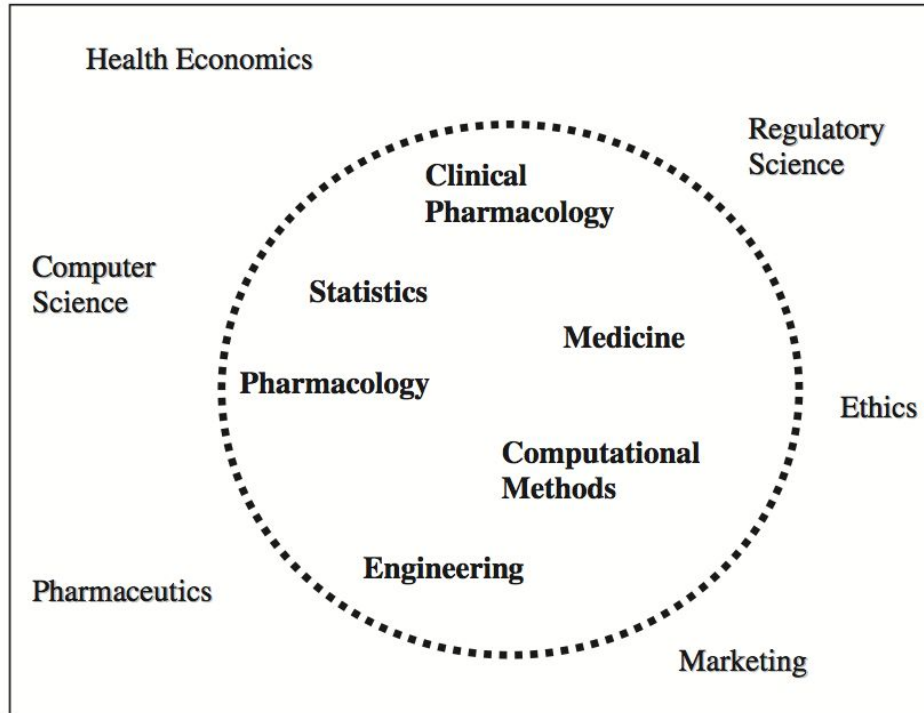 Health Economics
Regulatory
Science
Clinical
Pharmacology
Computer
Science
Statistics
Medicine
Pharmacology
Ethics
Computational
Methods
Engineering
Pharmaceutics
Marketing